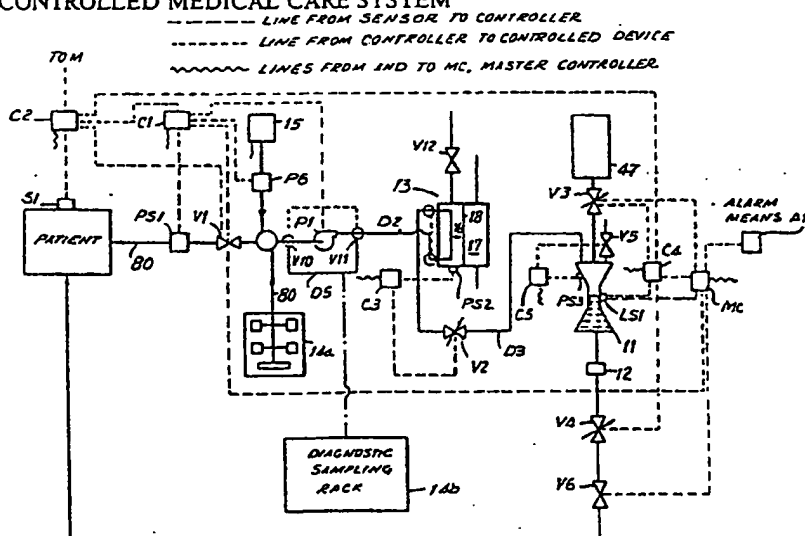 CONTROLLED MEDICAL CARE SYSTEM
LINE FROM SENSOR TO CONTROLLER
LINE FROM CONTROLLER TO CONTROLLED DEVICE
LINES FROM AND TO MC, MASTER CONTROLLER
TO M
C2
C1
15
47
V12
P6
13
V3
ALARM
MEANS
S1
PS1
V1
P1
D2
18
16
17
V5
PATIENT
80
V10
V11
D5
C3
PS2
C5
PS3
C4
LS1
MC
80
11
14a
V2
D3
12
V4
DIAGNOSTIC
SAMPLING
RACK
14b
V6